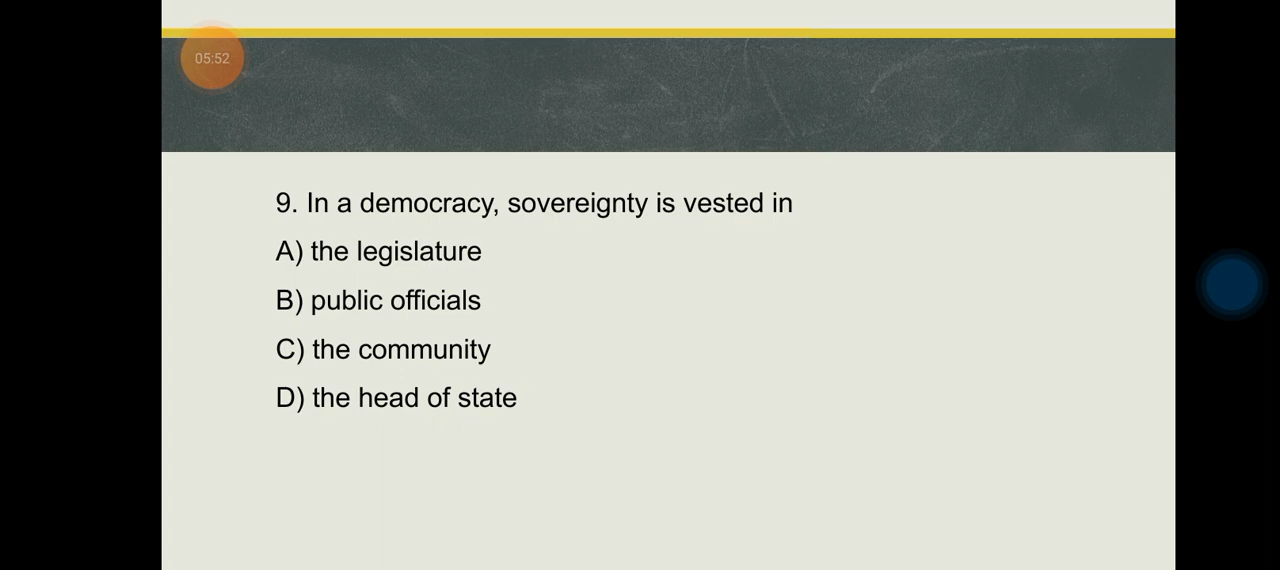 05:52
9. In a democracy, sovereignty is vested in
A) the legislature
B) public officials
C) the community
D) the head of state